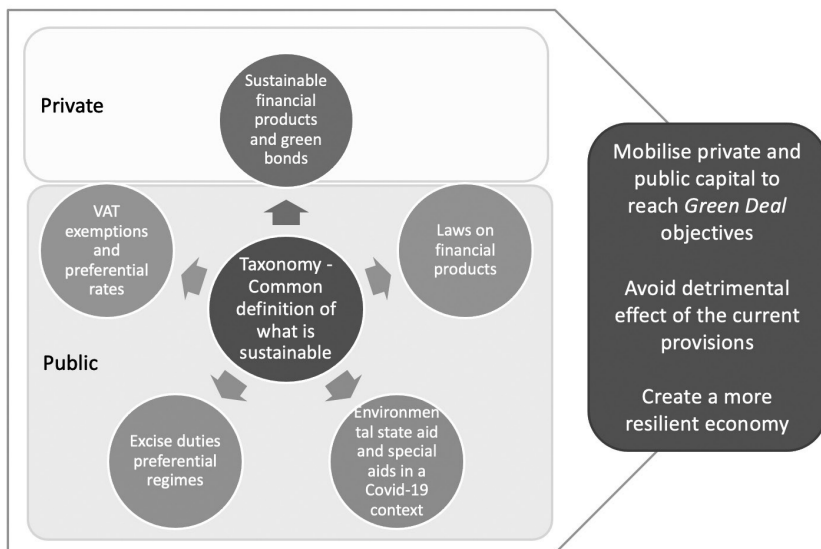 Private
Sustainable
financial
products
and green
bonds
VAT
exemptions
and
preferential
rates
Laws on
financial
products
Taxonomy -
Common
definition of
what is
sustainable
Public
Excise duties
preferential
regimes
Environmen
tal state aid
and special
aids in a
Covid-19
context
Mobilise private and
public capital to
reach Green Deal
objectives
Avoid detrimental
effect of the current
provisions
Create a more
resilient economy